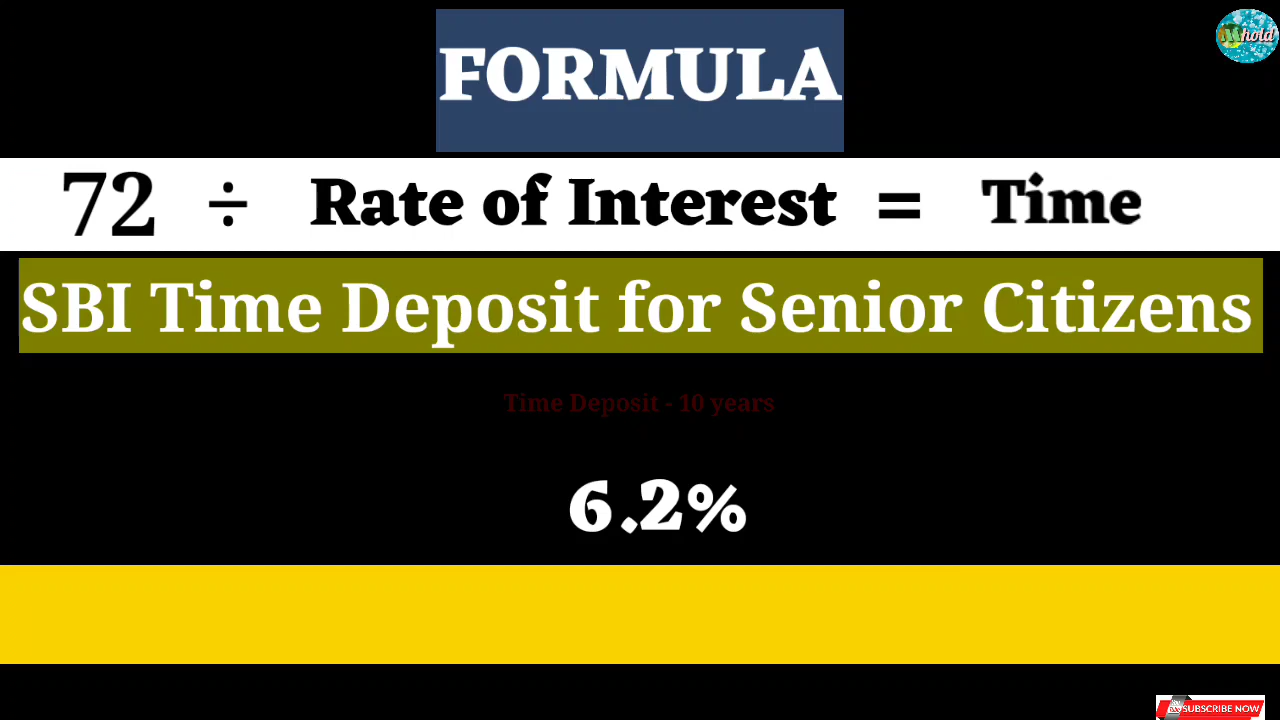 FORMULA
72 ÷ Rate of Interest = Time
SBI Time Deposit for Senior Citizens
Time Deposit - 10 years
6.2%
SUBSCRIBE NOW